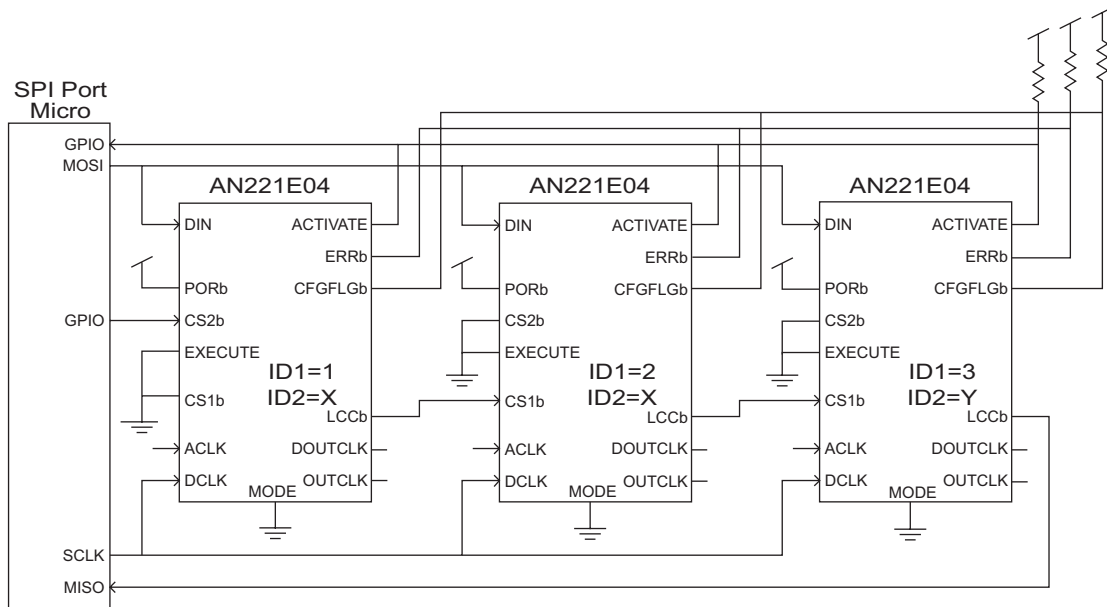 SPI Port
Micro
GPIO
MOSI
GPIO
SCLK
MISO
AN221E04
DIN
PORb
CS2b
EXECUTE
CS1b
ACLK
DCLK
ACTIVATE
ERRb
CFGFLGb
ID1=1
ID2=X
LCCb
DOUTCLK
OUTCLK
MODE
AN221E04
DIN
PORb
CS2b
EXECUTE
CS1b
ACLK
DCLK
ACTIVATE
ERRb
CFGFLGb
ID1=2
ID2=X
LCCb
DOUTCLK
OUTCLK
MODE
AN221E04
DIN
PORb
CS2b
EXECUTE
CS1b
ACLK
DCLK
ACTIVATE
ERRb
CFGFLGb
ID1=3
ID2=Y
LCCb
DOUTCLK
OUTCLK
MODE